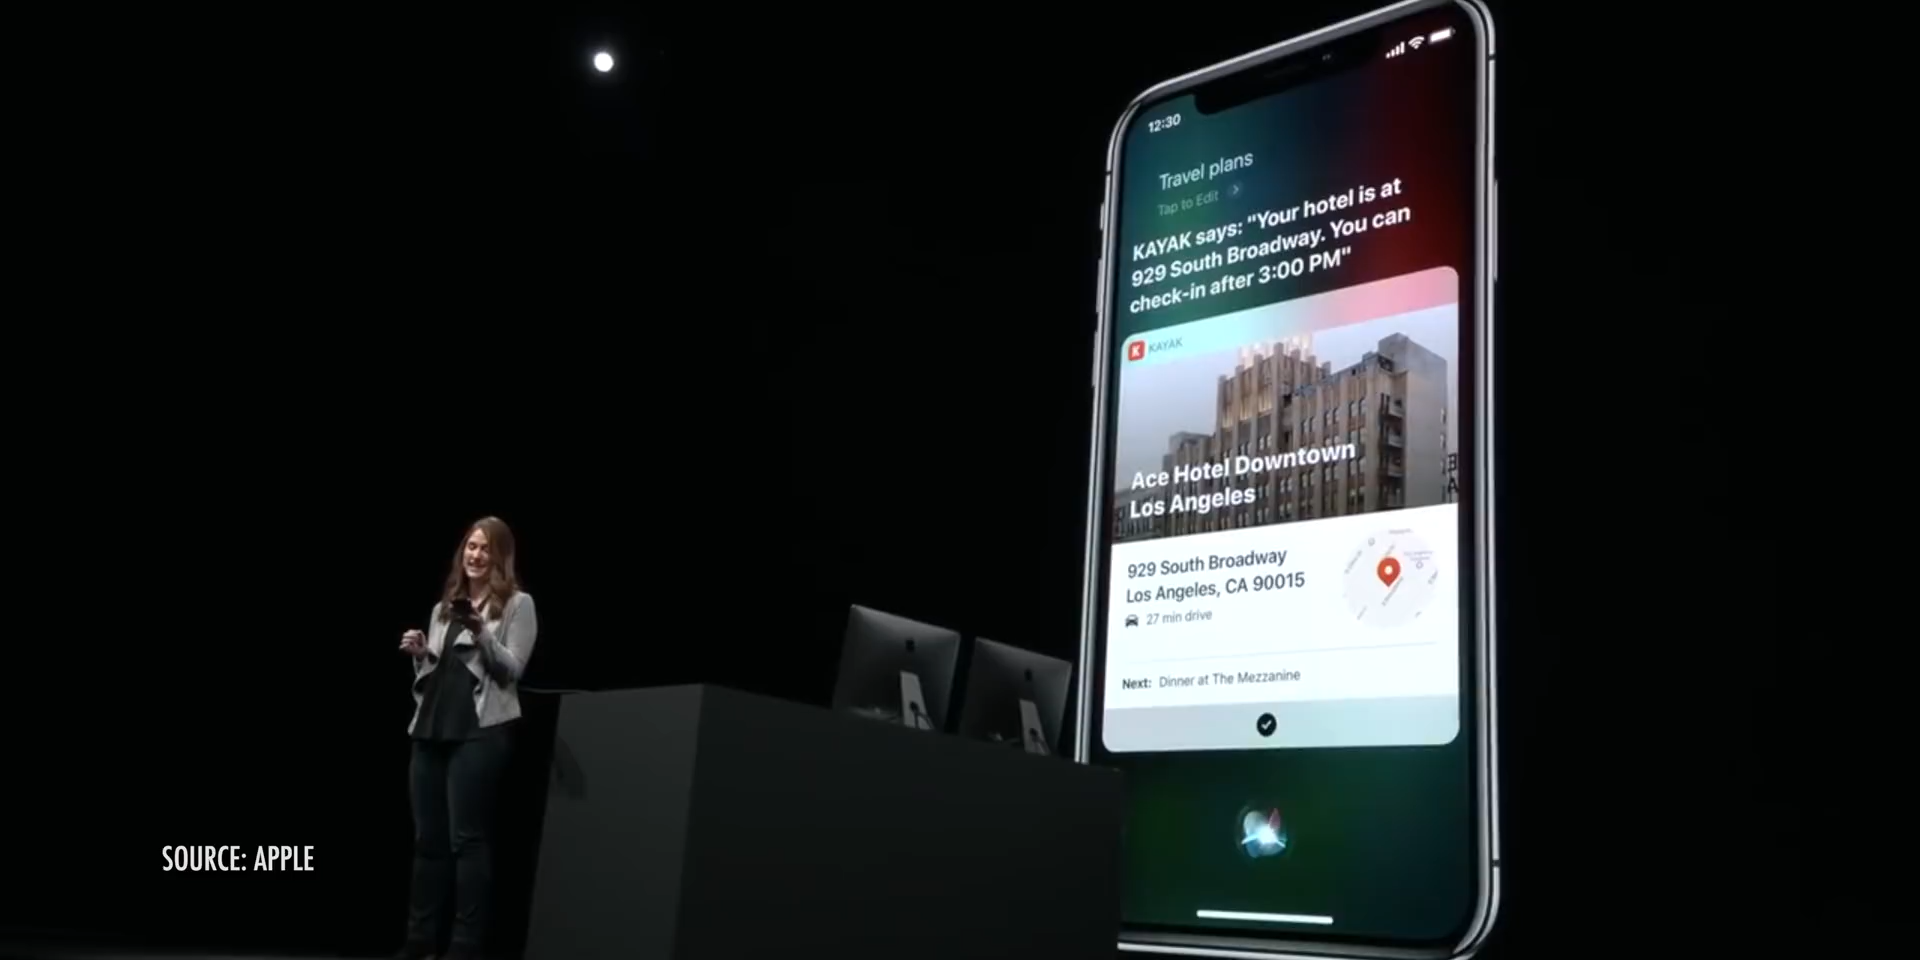 12:30
Travel plans
Tap to Edit
KAYAK says: "Your hotel is at
929 South Broadway. You can
check-in after 3:00 PM"
K KAYAK
Ace Hotel Downtown
Los Angeles
929 South Broadway
Los Angeles, CA 90015
27 min drive
Next: Dinner at The Mezzanine
SOURCE: APPLE